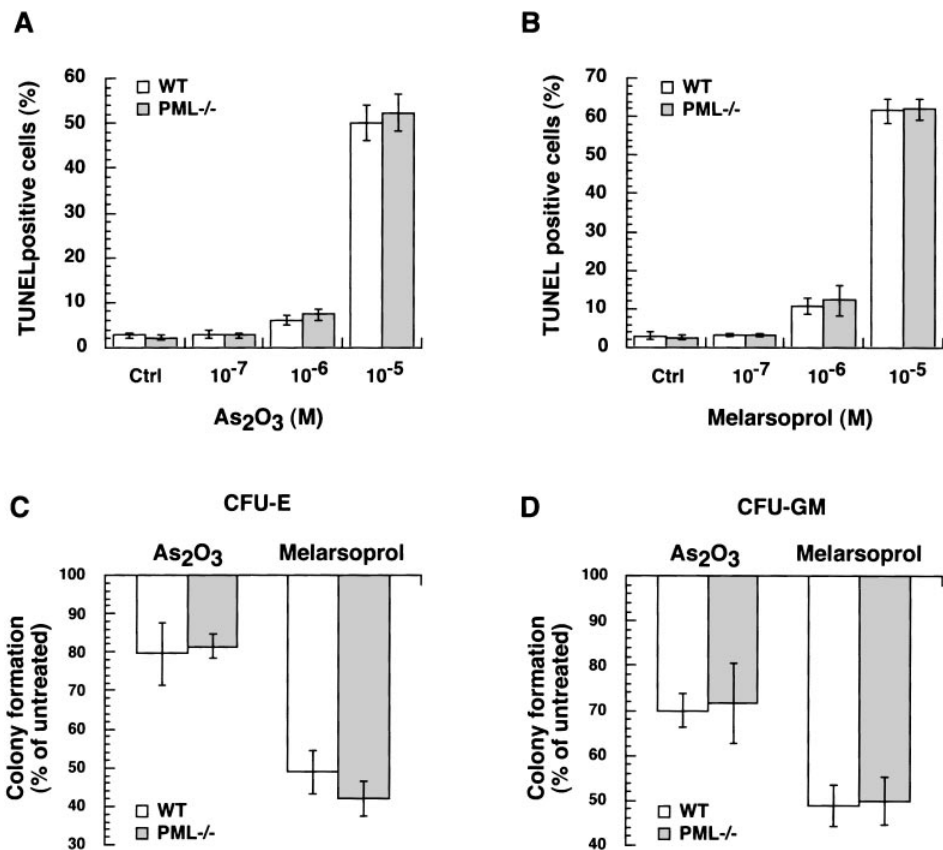 A
TUNELpositive cells (%)
60
50
40
30
20
10
0
WT
PML-/-
Ctrl 10⁻⁷ 10⁻⁶ 10⁻⁵
As₂O₃ (M)
B
TUNEL positive cells (%)
70
60
50
40
30
20
10
0
WT
PML-/-
Ctrl 10⁻⁷ 10⁻⁶ 10⁻⁵
Melarsoprol (M)
C
CFU-E
As₂O₃ Melarsoprol
Colony formation
(% of untreated)
100
90
80
70
60
50
40
30
WT
PML-/-
D
CFU-GM
As₂O₃ Melarsoprol
Colony formation
(% of untreated)
100
90
80
70
60
50
40
WT
PML-/-